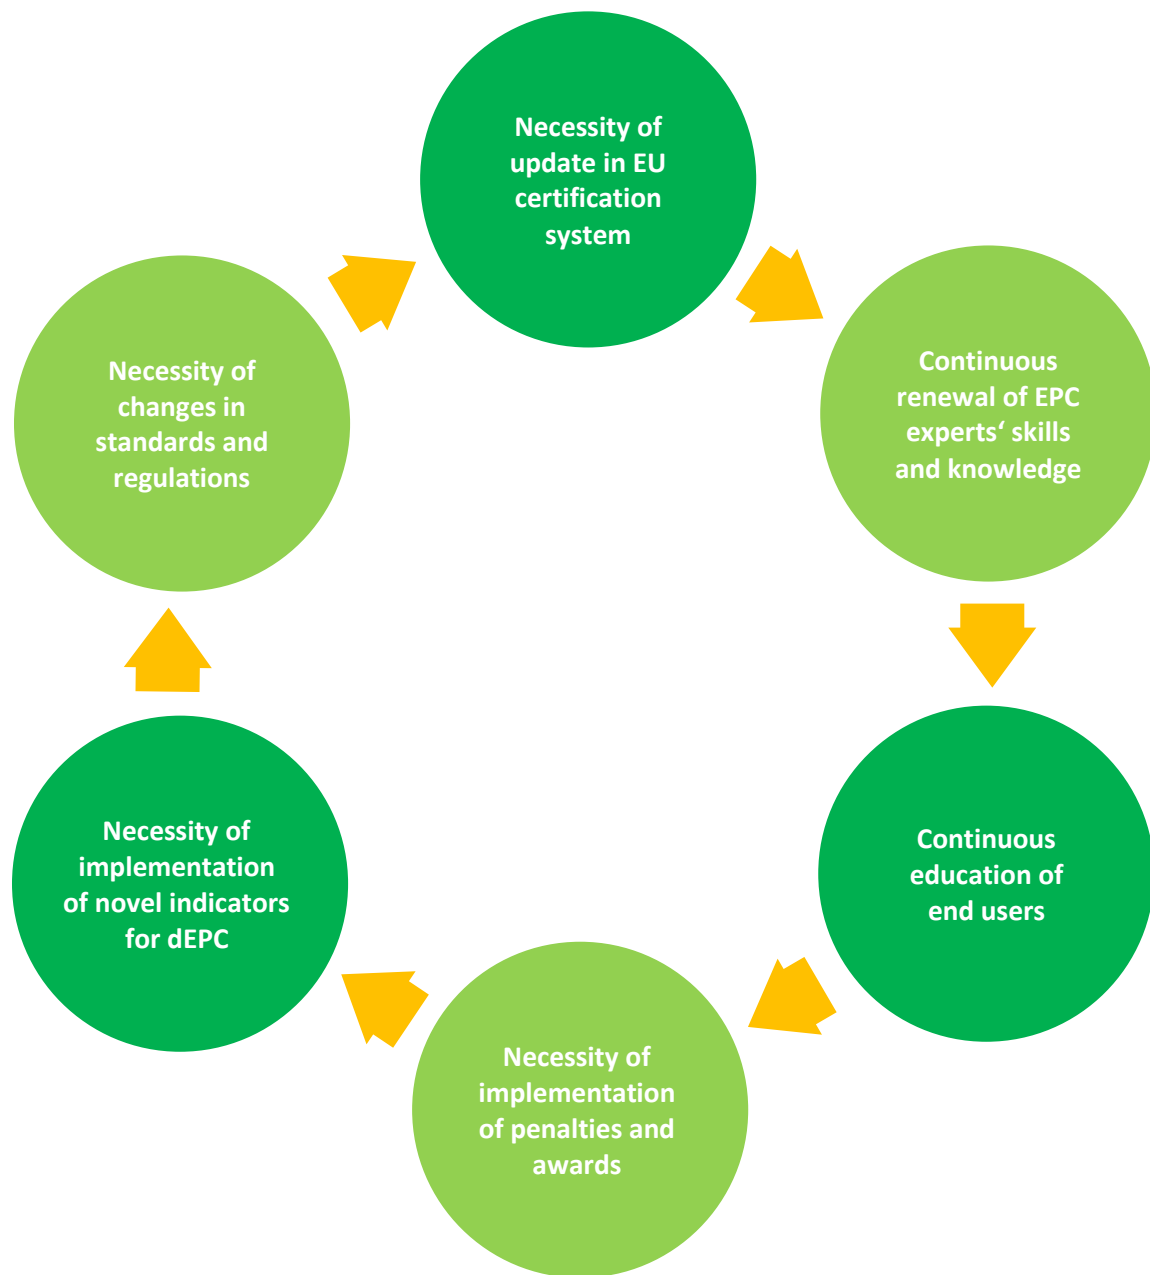 Necessity of
update in EU
certification
system
Continuous
renewal of EPC
experts‘ skills
and knowledge
Continuous
education of
end users
Necessity of
implementation
of penalties and
awards
Necessity of
implementation
of novel indicators
for dEPC
Necessity of
changes in
standards and
regulations